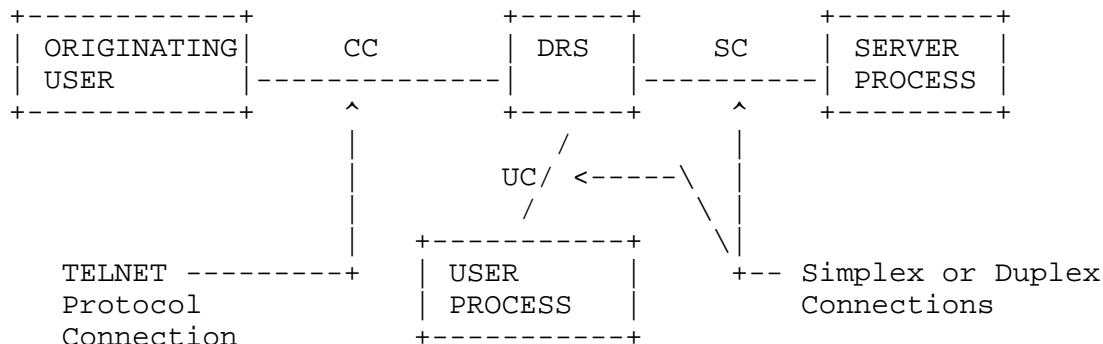 +------------+              +------+         +---------+
| ORIGINATING|     CC       | DRS  |    SC   | SERVER  |
| USER       |--------------|      |---------| PROCESS |
+------------+     ^        +------+     ^   +---------+
                   |           /         |
                   |       UC/ <-----\   |
                   |         /        \  |
                   |  +-----------+    \|
   TELNET ---------+  | USER      |     +-- Simplex or Duplex
   Protocol           | PROCESS   |         Connections
   Connection         +-----------+